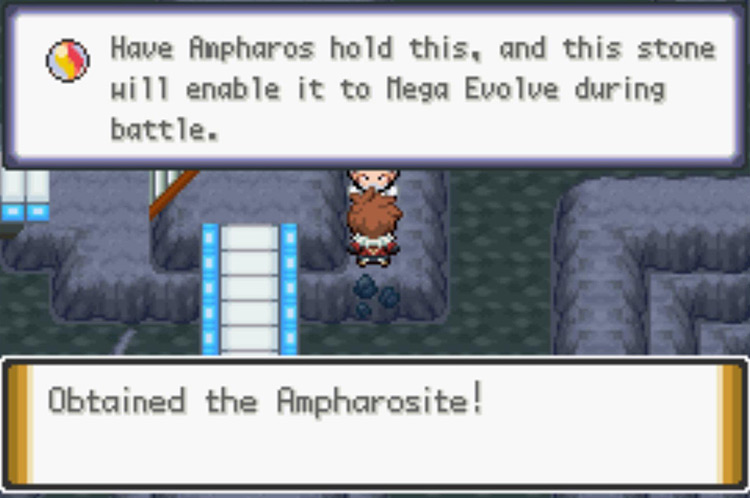 Have Ampharos hold this, and this stone
will enable it to Mega Evolve during
battle.
Obtained the Ampharosite!